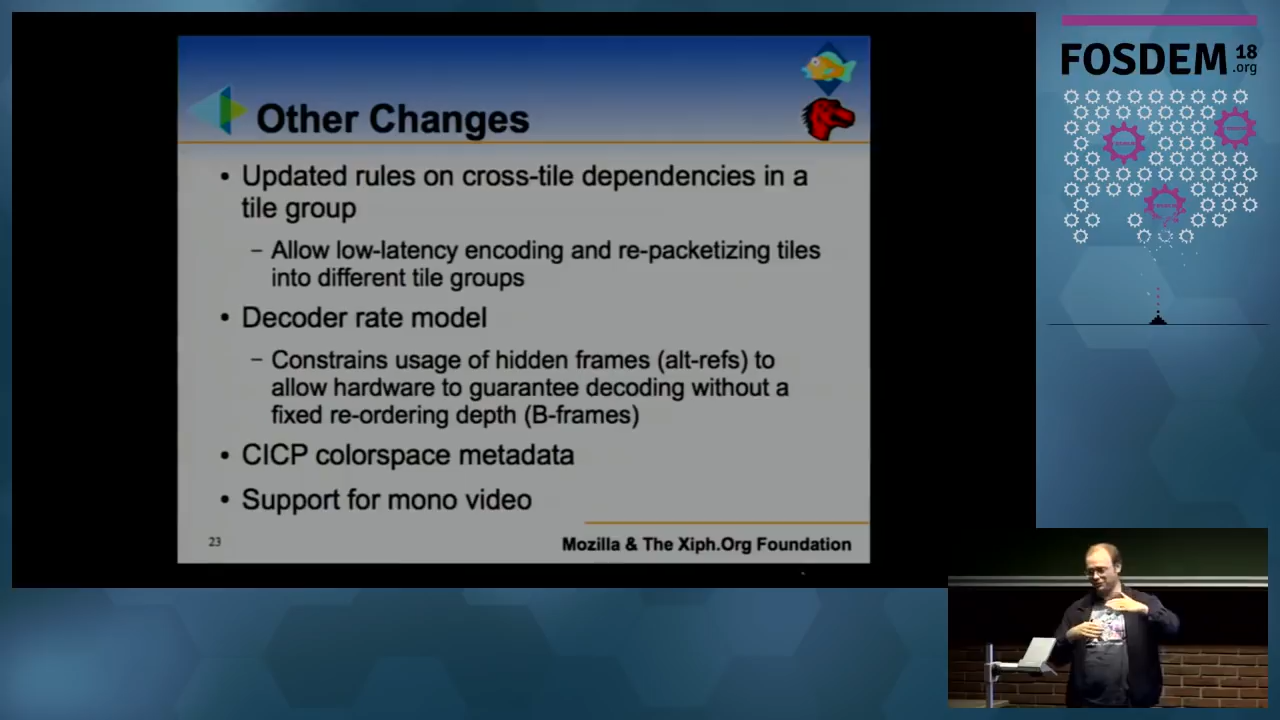 Other Changes
• Updated rules on cross-tile dependencies in a
tile group
– Allow low-latency encoding and re-packetizing tiles
into different tile groups
• Decoder rate model
– Constrains usage of hidden frames (alt-refs) to
allow hardware to guarantee decoding without a
fixed re-ordering depth (B-frames)
• CICP colorspace metadata
• Support for mono video
23
Mozilla & The Xiph.Org Foundation
FOSDEM 18
.org